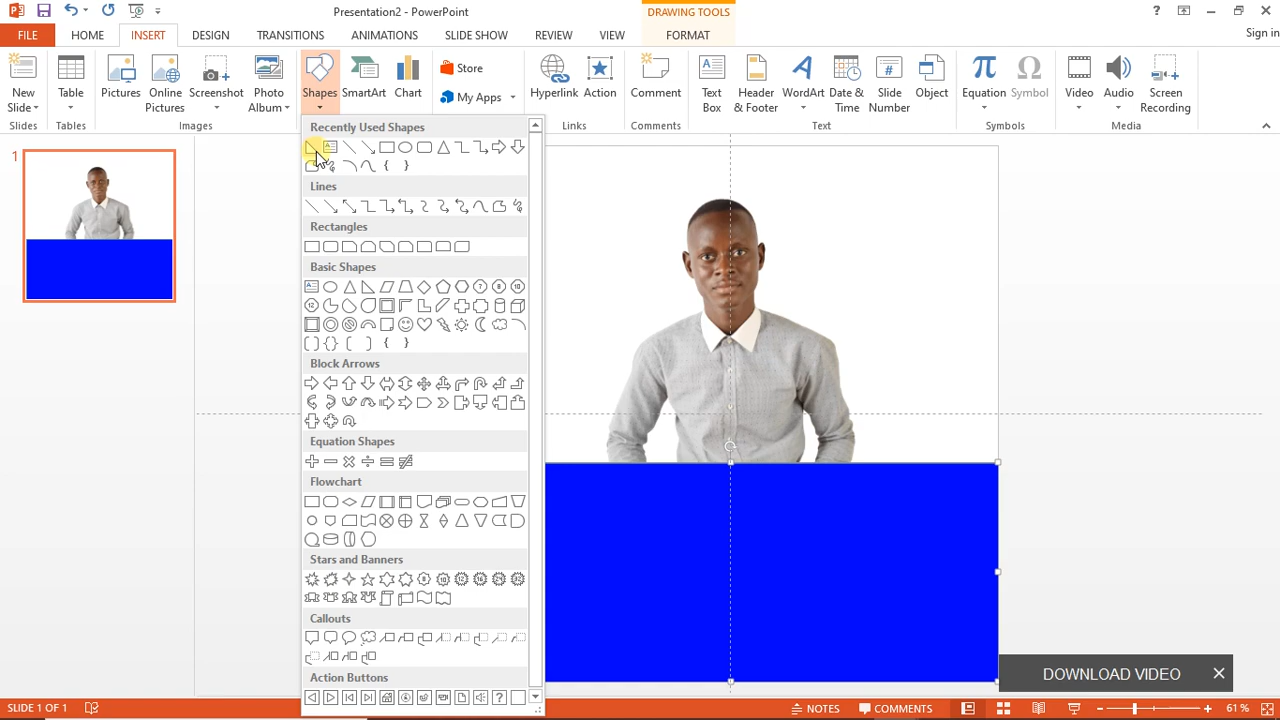 Presentation2 - PowerPoint
DRAWING TOOLS
?
FILE HOME INSERT DESIGN TRANSITIONS ANIMATIONS SLIDE SHOW REVIEW VIEW FORMAT
Sign in
New Slide
Table
Pictures
Online Pictures
Screenshot
Photo Album
Shapes
SmartArt
Chart
Store
My Apps
Hyperlink
Action
Comment
Text Box
Header & Footer
WordArt
Date & Time
Slide Number
Object
Equation
Symbol
Video
Audio
Screen Recording
Slides Tables Images Links Comments Text Symbols Media
1
Recently Used Shapes
Lines
Rectangles
Basic Shapes
Block Arrows
Equation Shapes
Flowchart
Stars and Banners
Callouts
Action Buttons
DOWNLOAD VIDEO
SLIDE 1 OF 1
NOTES
COMMENTS
61 %